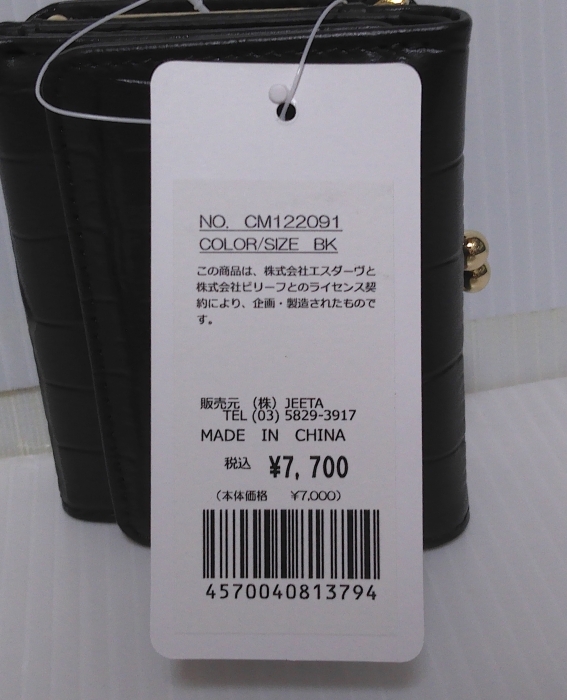 NO. CM122091
COLOR/SIZE BK
この商品は、株式会社エスダーヴと
株式会社ビリーフとのライセンス契
約により、企画・製造されたもので
す。
販売元 （株）JEETA
TEL (03) 5829-3917
MADE IN CHINA
税込 ¥7,700
（本体価格 ¥7,000）
4570040813794